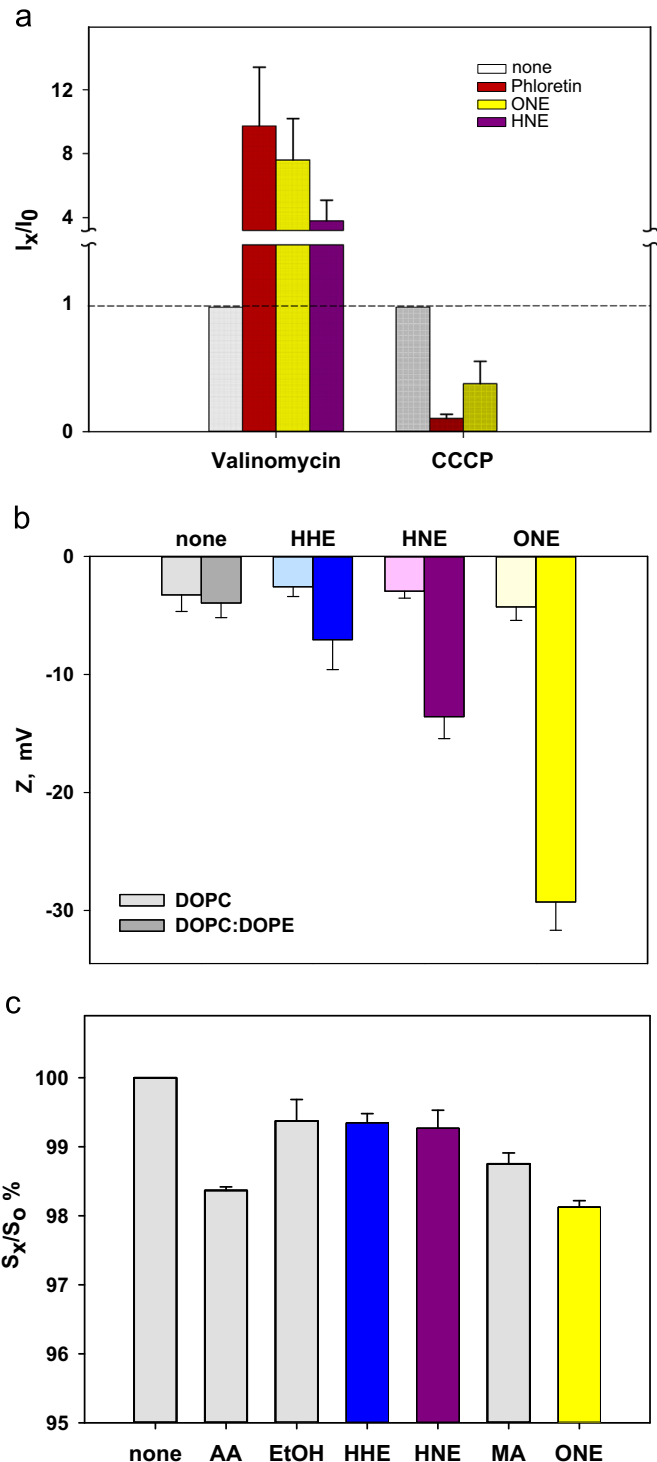 a
none
Phloretin
ONE
HNE
12
8
4
1
0
Ix/I0
Valinomycin
CCCP
b
none HHE HNE ONE
0
-10
-20
-30
Z, mV
DOPC
DOPC:DOPE
c
100
99
98
97
96
95
Sx/So %
none AA EtOH HHE HNE MA ONE